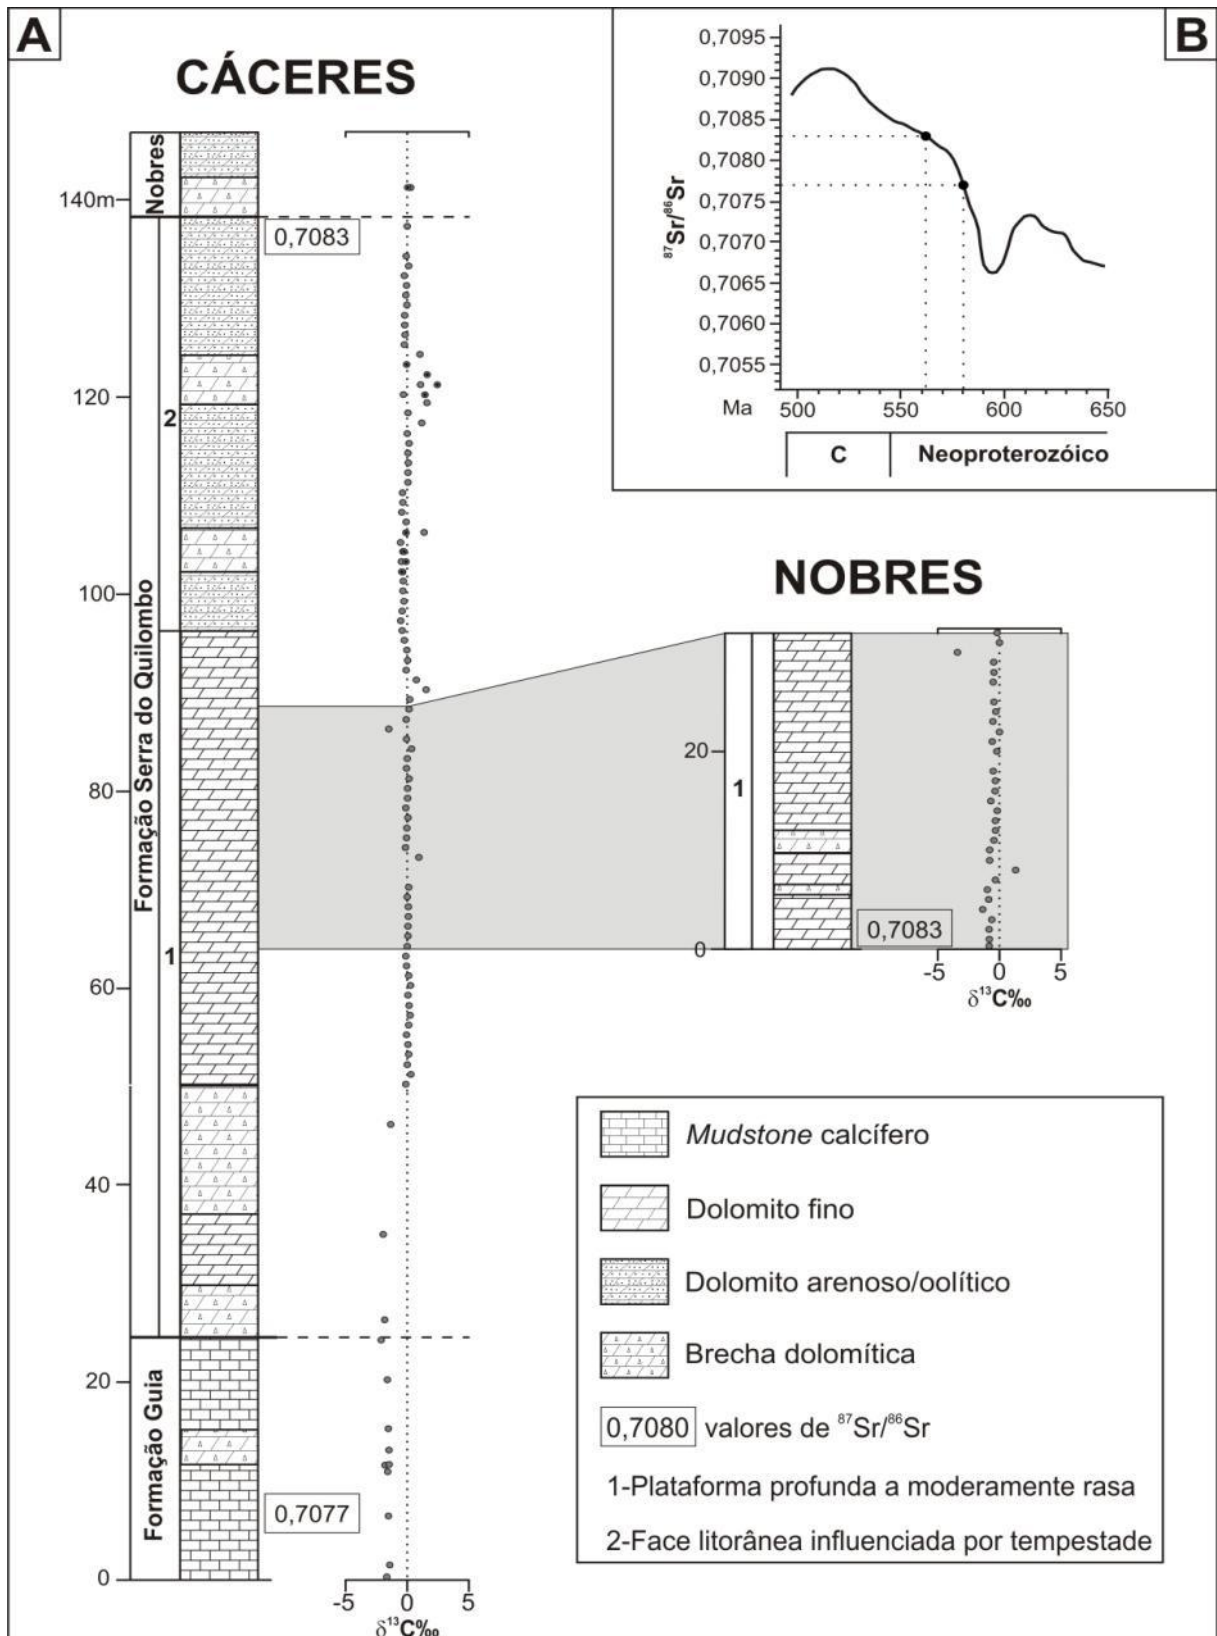 A
CÁCERES
Nobres
140m
0,7083
120
2
100
Formação Serra do Quilombo
80
1
60
40
20
Formação Guia
0,7077
0
-5 0 5
δ¹³C‰
B
0,7095
0,7090
0,7085
0,7080
0,7075
0,7070
0,7065
0,7060
0,7055
⁸⁷Sr/⁸⁶Sr
Ma 500 550 600 650
C Neoproterozóico
NOBRES
20
1
0,7083
0
-5 0 5
δ¹³C‰
Mudstone calcífero
Dolomito fino
Dolomito arenoso/oolítico
Brecha dolomítica
0,7080 valores de ⁸⁷Sr/⁸⁶Sr
1-Plataforma profunda a moderamente rasa
2-Face litorânea influenciada por tempestade